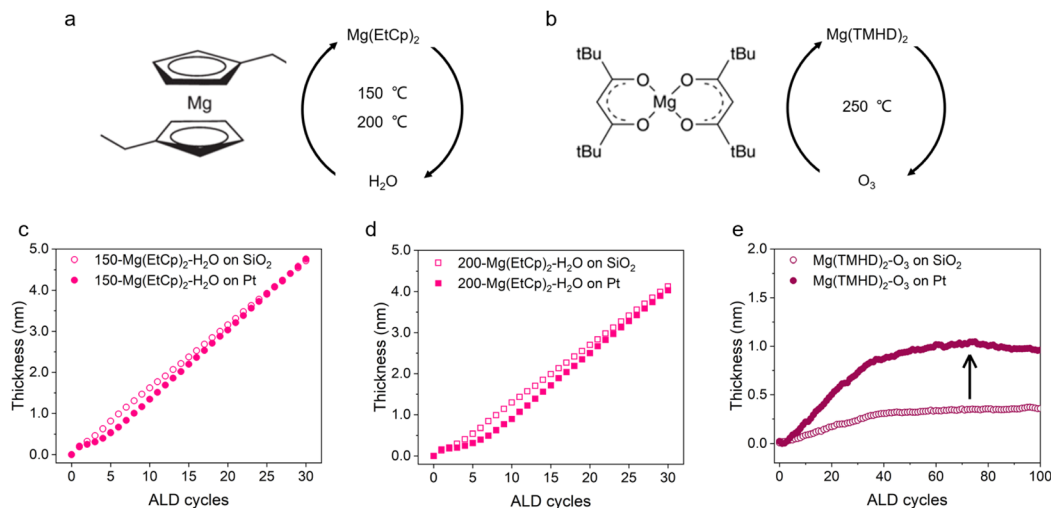 a
Mg(EtCp)₂
Mg
150 ℃
200 ℃
H₂O
b
Mg(TMHD)₂
tBu
tBu
O
O
Mg
O
O
tBu
tBu
250 ℃
O₃
c
5.0
4.0
3.0
2.0
1.0
0.0
Thickness (nm)
150-Mg(EtCp)₂-H₂O on SiO₂
150-Mg(EtCp)₂-H₂O on Pt
0 5 10 15 20 25 30
ALD cycles
d
5.0
4.0
3.0
2.0
1.0
0.0
Thickness (nm)
200-Mg(EtCp)₂-H₂O on SiO₂
200-Mg(EtCp)₂-H₂O on Pt
0 5 10 15 20 25 30
ALD cycles
e
2.0
1.5
1.0
0.5
0.0
Thickness (nm)
Mg(TMHD)₂-O₃ on SiO₂
Mg(TMHD)₂-O₃ on Pt
0 20 40 60 80 100
ALD cycles